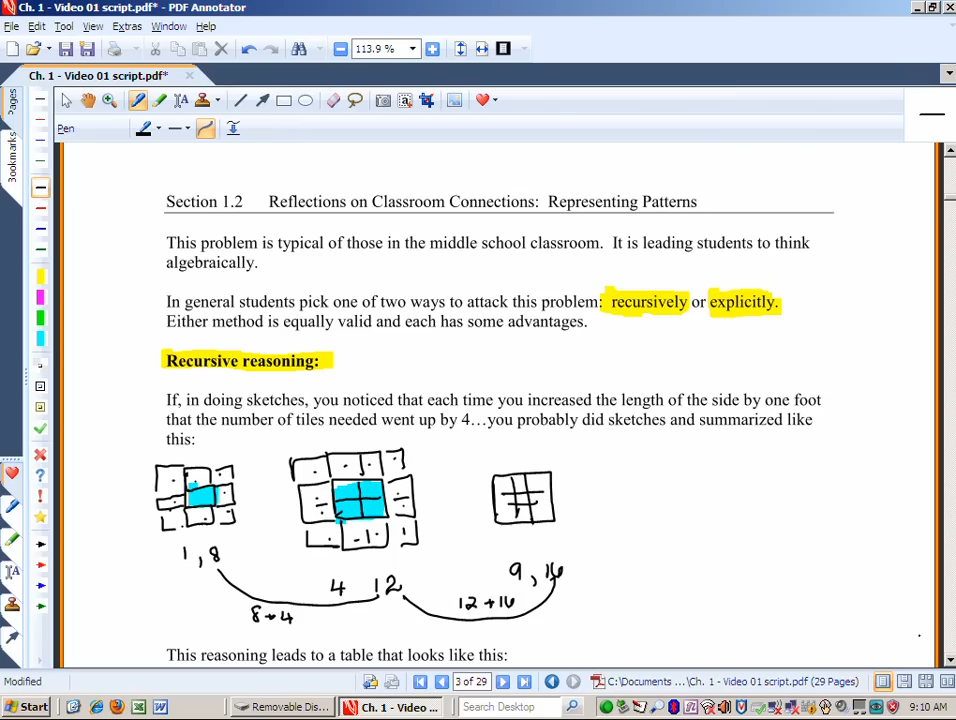 Ch. 1 - Video 01 script.pdf* - PDF Annotator
File Edit Tool View Extras Window Help
113.9 %
Ch. 1 - Video 01 script.pdf*
Pages
Bookmarks
Pen
Section 1.2 Reflections on Classroom Connections: Representing Patterns
This problem is typical of those in the middle school classroom. It is leading students to think
algebraically.
In general students pick one of two ways to attack this problem: recursively or explicitly.
Either method is equally valid and each has some advantages.
Recursive reasoning:
If, in doing sketches, you noticed that each time you increased the length of the side by one foot
that the number of tiles needed went up by 4…you probably did sketches and summarized like
this:
1, 8
4 12
9, 16
8+4
12+16
This reasoning leads to a table that looks like this:
Modified
3 of 29
C:\Documents ...\Ch. 1 - Video 01 script.pdf (29 Pages)
Start
Removable Dis...
Ch. 1 - Video ...
Search Desktop
9:10 AM